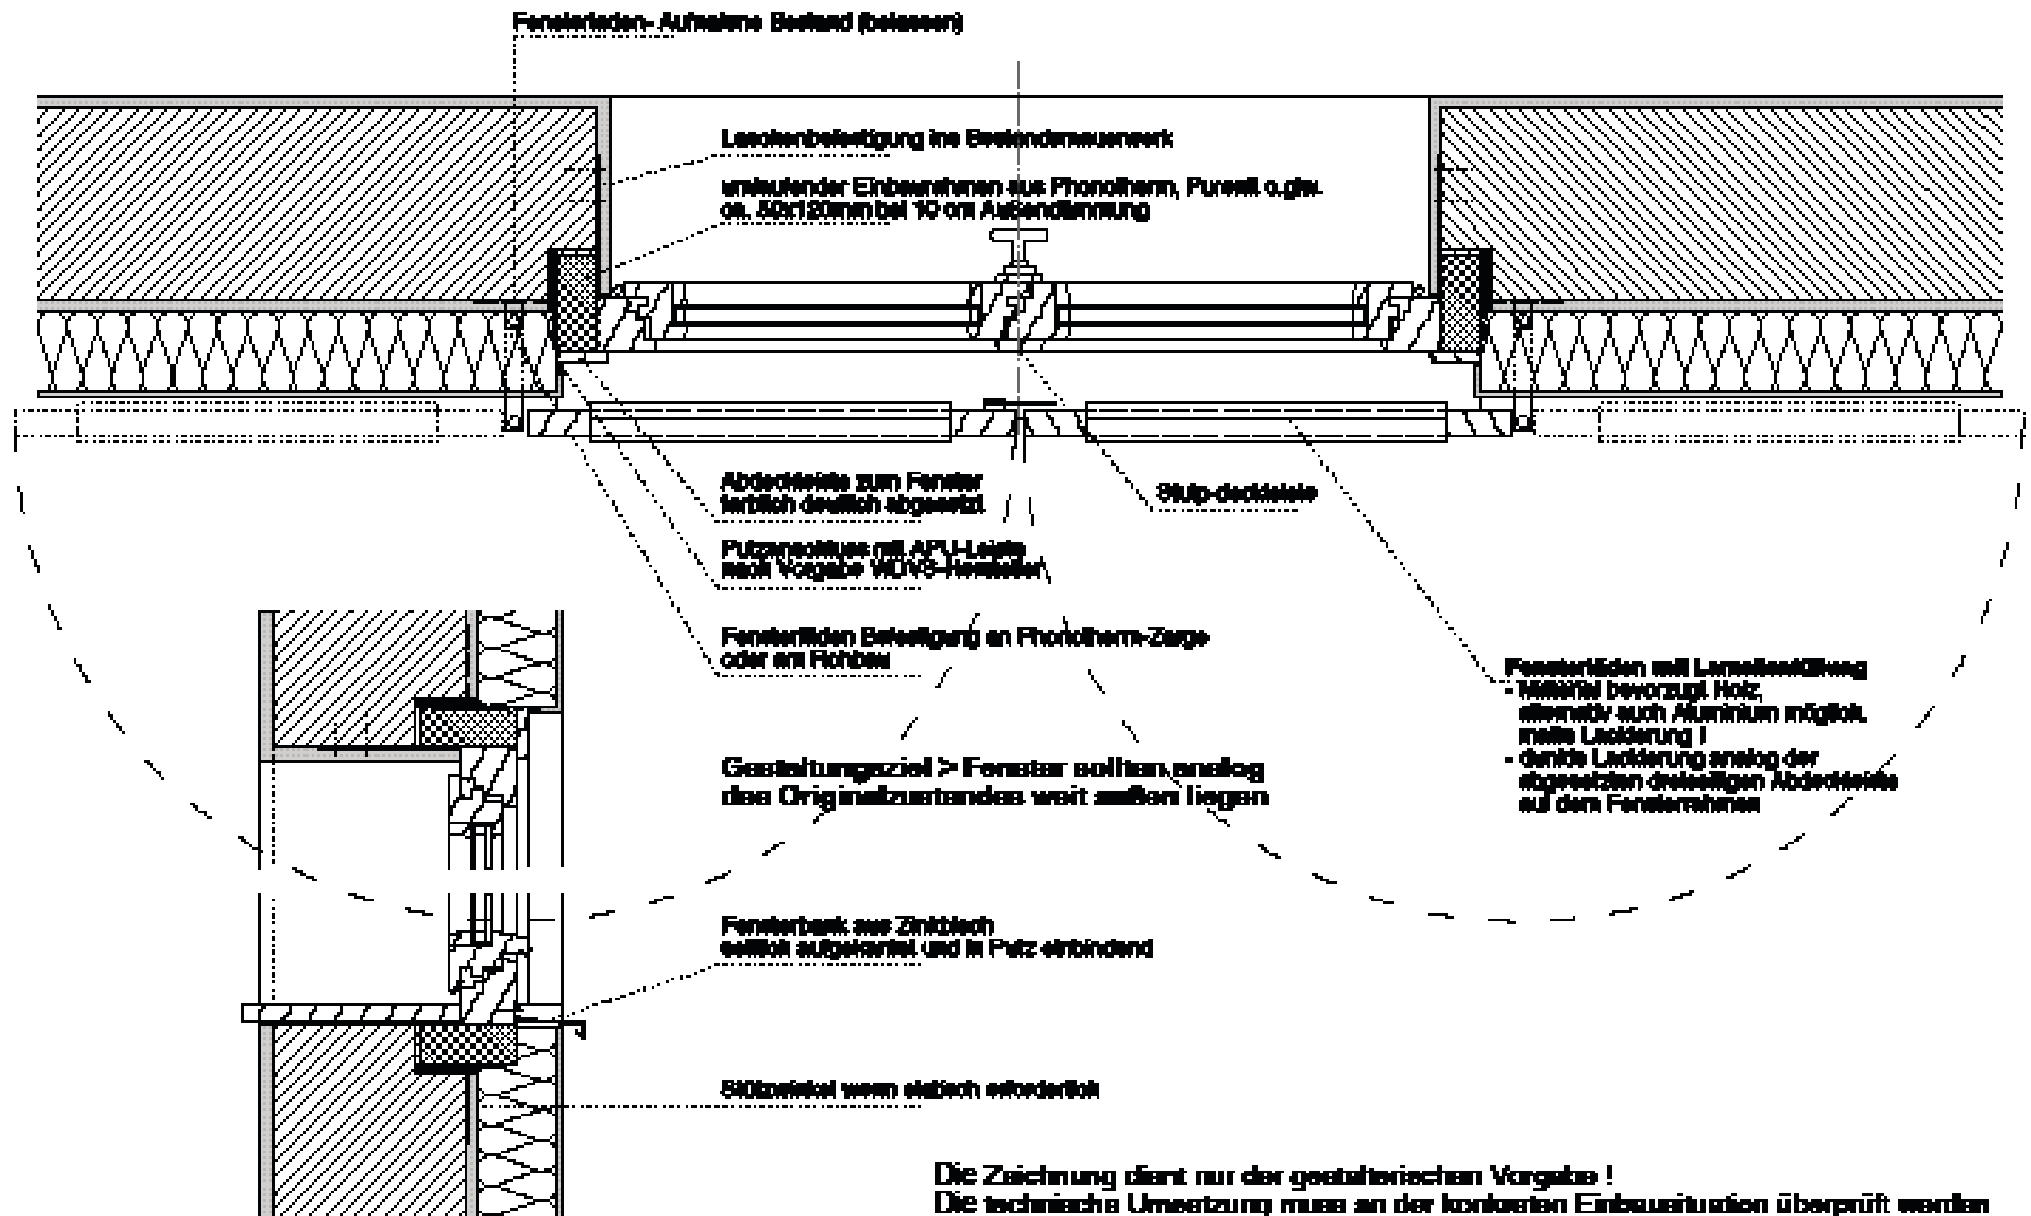 Fensterladen- Aufnahme Bestand (belassen)
Laschenbefestigung ins Bestandsmauerwerk
umlaufender Einbaurahmen aus Phonotherm, Purenit o.glw.
ca. 50x120mm bei 10 cm Außendämmung
Abdeckleiste zum Fenster
farblich deutlich abgesetzt
Stulp-deckleiste
Putzanschluss mit APU-Leiste
nach Vorgabe WDVS-Hersteller
Fensterläden Befestigung an Phonotherm-Zarge
oder am Rohbau
Fensterläden mit Lamellenfüllung
- Material bevorzugt Holz,
alternativ auch Aluminium möglich.
matte Lackierung !
- dunkle Lackierung analog der
abgesetzten dreiseitigen Abdeckleiste
auf dem Fensterrahmen
Gestaltungsziel > Fenster sollten analog
des Originalzustandes weit außen liegen
Fensterbank aus Zinkblech
seitlich aufgekantet und in Putz einbindend
Stützwinkel wenn statisch erforderlich
Die Zeichnung dient nur der gestalterischen Vorgabe !
Die technische Umsetzung muss an der konkreten Einbausituation überprüft werden